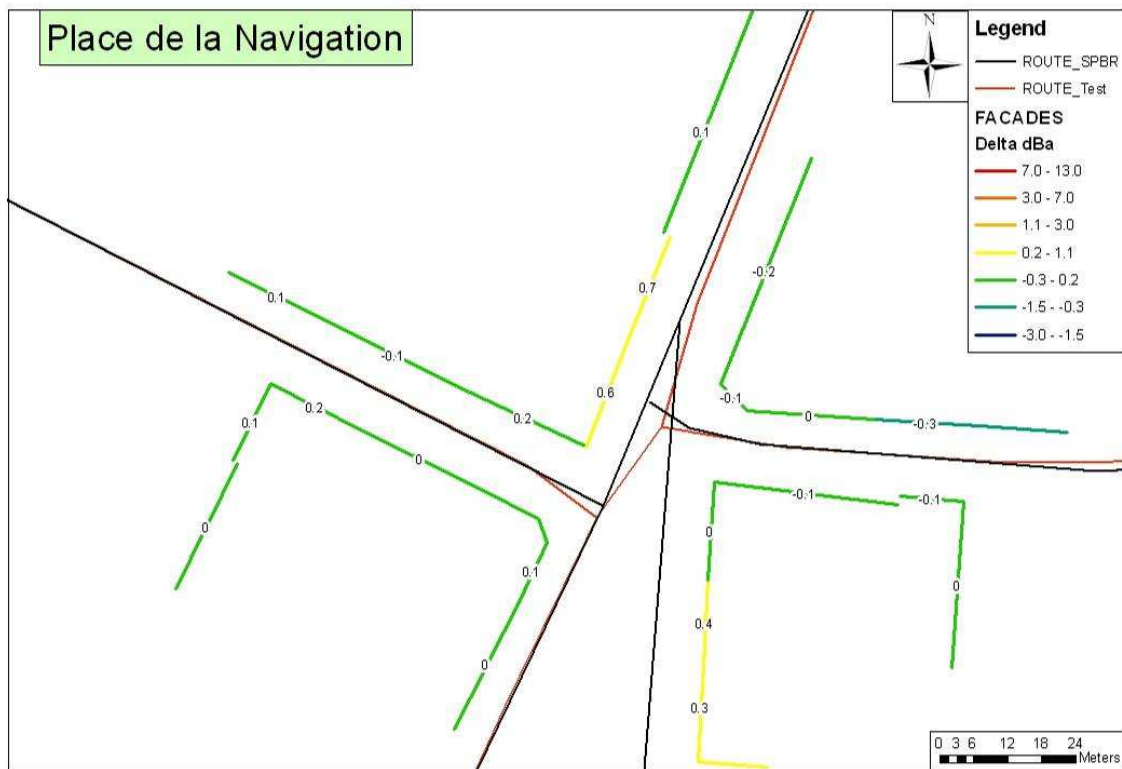 Place de la Navigation
N
Legend
ROUTE_SPBR
ROUTE_Test
FACADES
Delta dBa
7.0 - 13.0
3.0 - 7.0
1.1 - 3.0
0.2 - 1.1
-0.3 - 0.2
-1.5 - -0.3
-3.0 - -1.5
0.1
-0.2
0.7
0.1
-0.1
0.6
-0.1
0.2
0.2
0
-0.3
0.1
0
-0.1
-0.1
0
0
0.1
0
0.4
0
0.3
0 3 6 12 18 24
Meters